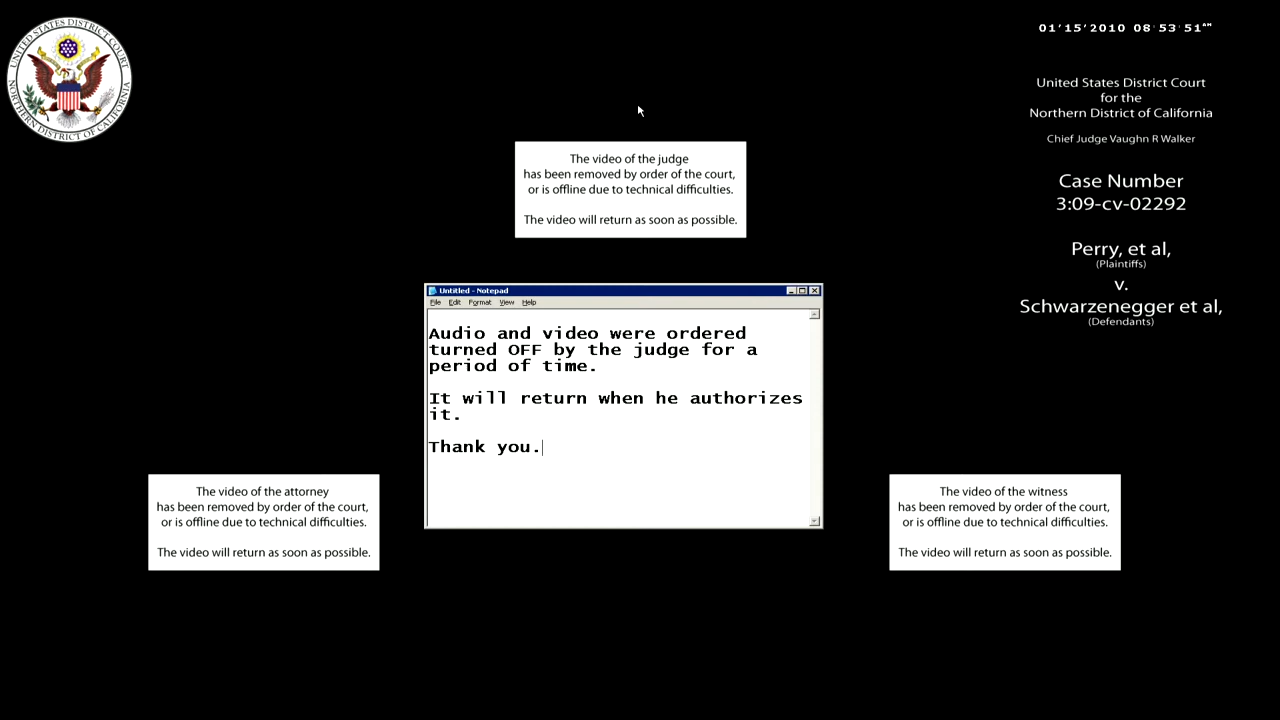 UNITED STATES DISTRICT COURT
NORTHERN DISTRICT OF CALIFORNIA
01'15'2010 08 53 51AM
United States District Court
for the
Northern District of California
Chief Judge Vaughn R Walker
Case Number
3:09-cv-02292
Perry, et al,
(Plaintiffs)
v.
Schwarzenegger et al,
(Defendants)
The video of the judge
has been removed by order of the court,
or is offline due to technical difficulties.
The video will return as soon as possible.
Untitled - Notepad
File Edit Format View Help
Audio and video were ordered
turned OFF by the judge for a
period of time.
It will return when he authorizes
it.
Thank you.
The video of the attorney
has been removed by order of the court,
or is offline due to technical difficulties.
The video will return as soon as possible.
The video of the witness
has been removed by order of the court,
or is offline due to technical difficulties.
The video will return as soon as possible.